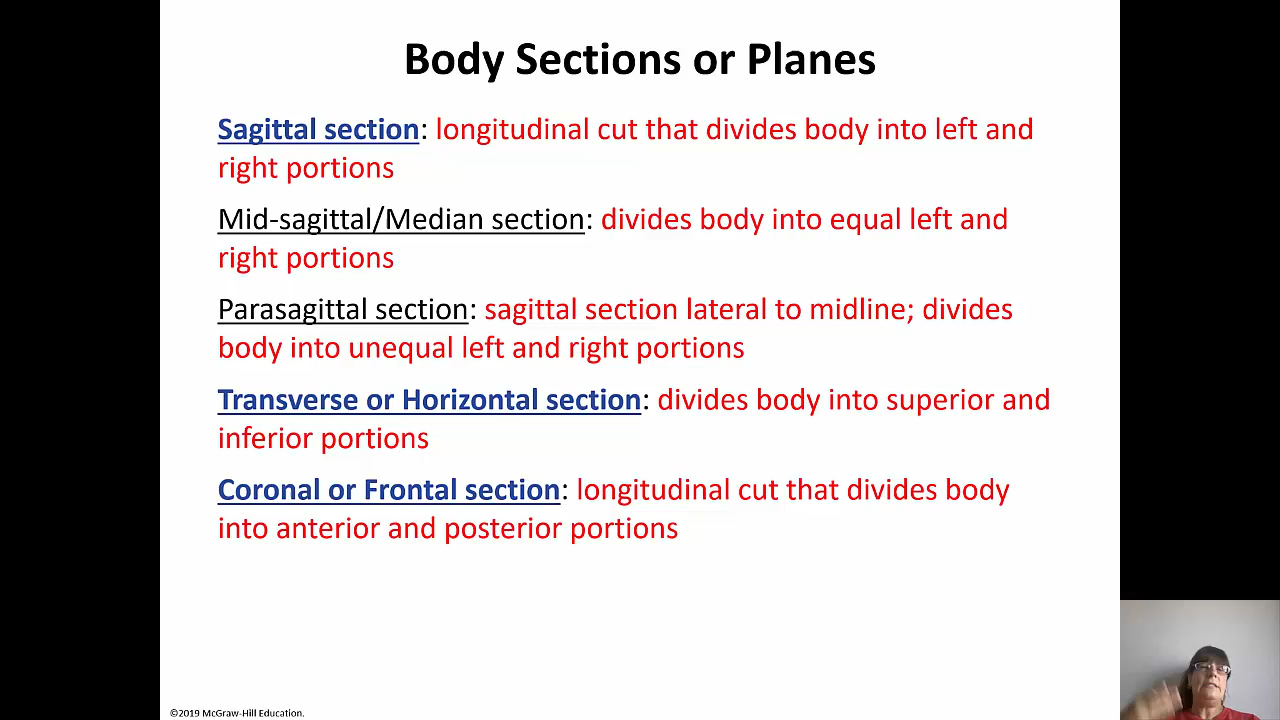 Body Sections or Planes
Sagittal section: longitudinal cut that divides body into left and
right portions
Mid-sagittal/Median section: divides body into equal left and
right portions
Parasagittal section: sagittal section lateral to midline; divides
body into unequal left and right portions
Transverse or Horizontal section: divides body into superior and
inferior portions
Coronal or Frontal section: longitudinal cut that divides body
into anterior and posterior portions
©2019 McGraw-Hill Education.